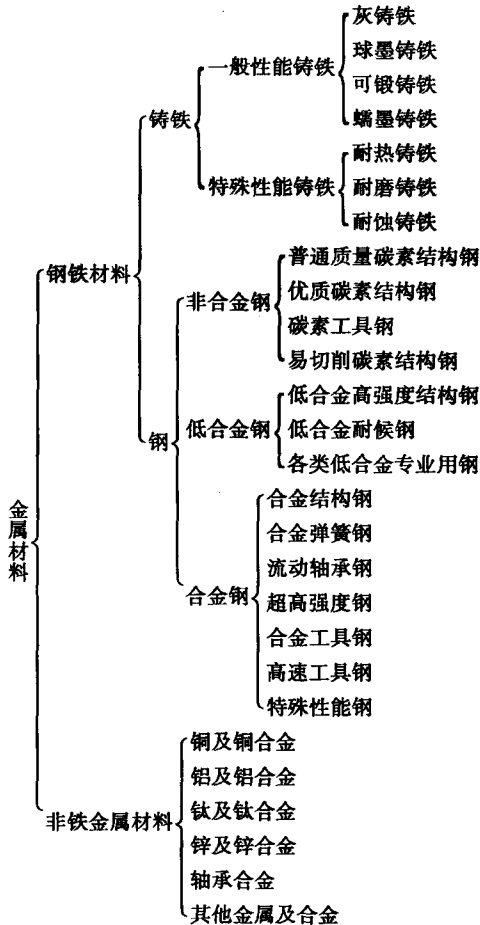 金属材料
钢铁材料
铸铁
一般性能铸铁
灰铸铁
球墨铸铁
可锻铸铁
蠕墨铸铁
特殊性能铸铁
耐热铸铁
耐磨铸铁
耐蚀铸铁
钢
非合金钢
普通质量碳素结构钢
优质碳素结构钢
碳素工具钢
易切削碳素结构钢
低合金钢
低合金高强度结构钢
低合金耐候钢
各类低合金专业用钢
合金钢
合金结构钢
合金弹簧钢
流动轴承钢
超高强度钢
合金工具钢
高速工具钢
特殊性能钢
非铁金属材料
铜及铜合金
铝及铝合金
钛及钛合金
锌及锌合金
轴承合金
其他金属及合金